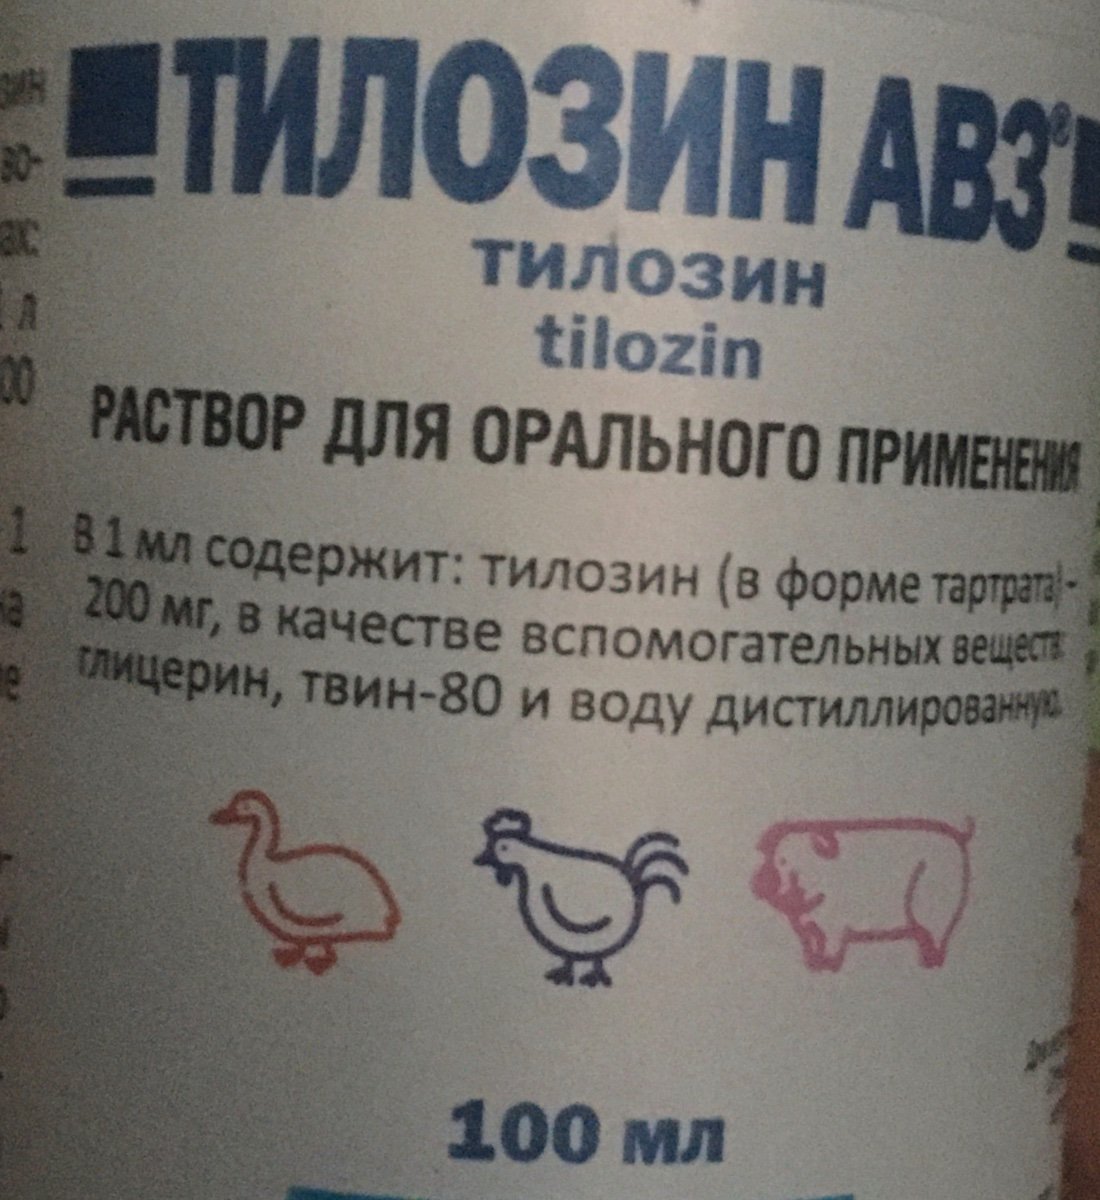 ТИЛОЗИН АВЗ®
тилозин
tilozin
РАСТВОР ДЛЯ ОРАЛЬНОГО ПРИМЕНЕНИЯ
В 1 мл содержит: тилозин (в форме тартрата)-
200 мг, в качестве вспомогательных веществ:
глицерин, твин-80 и воду дистиллированную.
100 мл